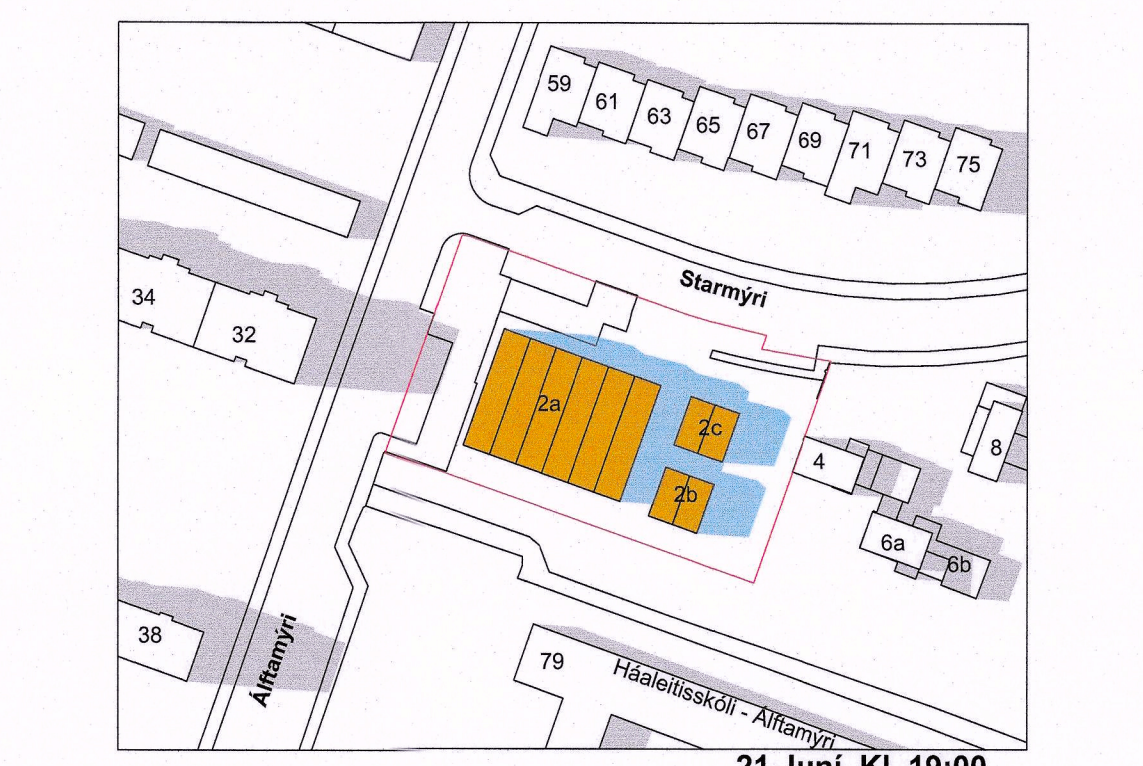 59
61
63
65
67
69
71
73
75
34
32
Starmýri
2a
2c
2b
4
8
6a
6b
38
Álftamýri
79
Háaleitisskóli - Álftamýri
21. Júní. Kl. 19:00